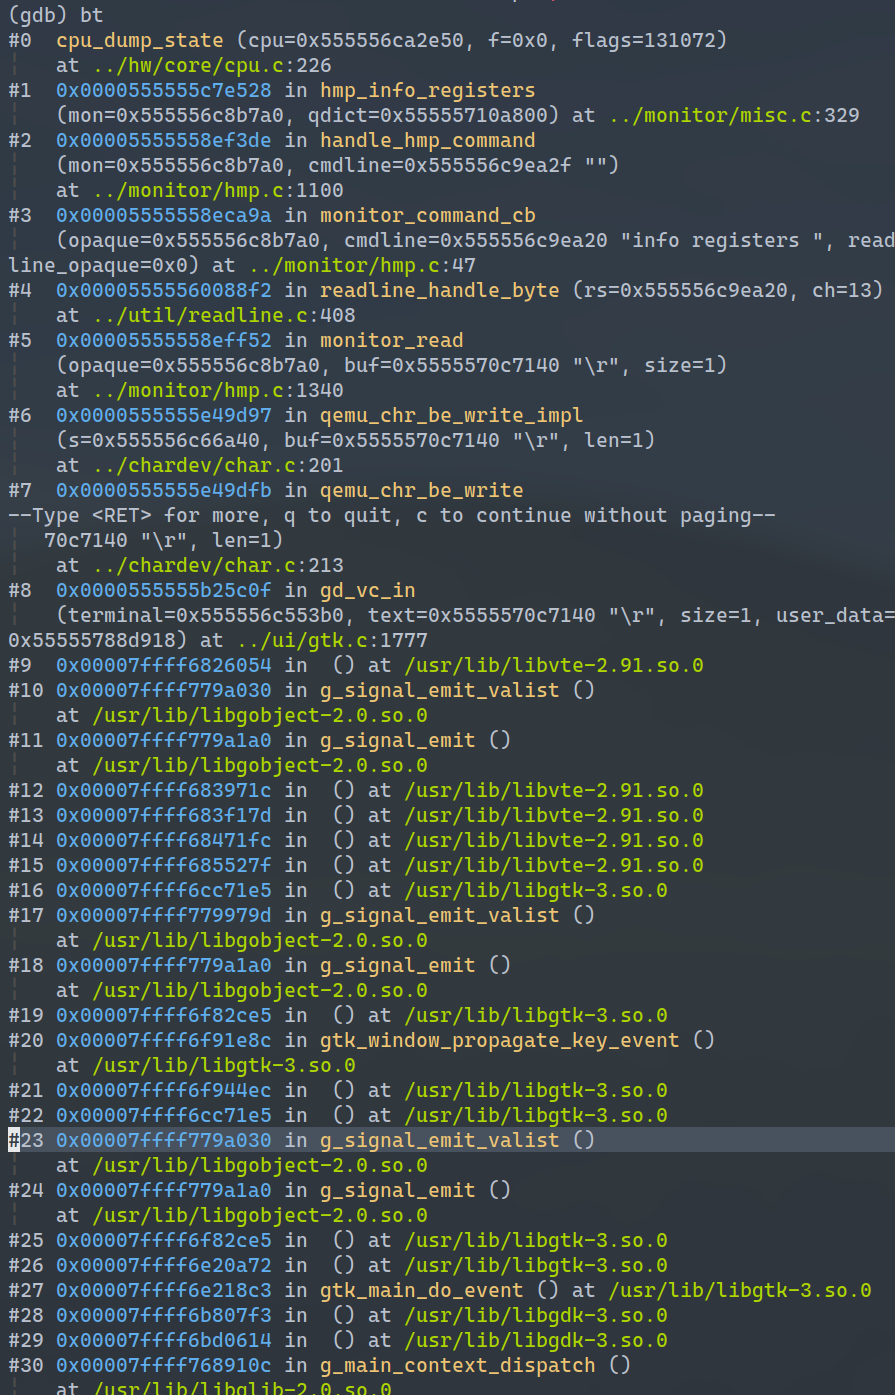 (gdb) bt
#0  cpu_dump_state (cpu=0x555556ca2e50, f=0x0, flags=131072)
    at ../hw/core/cpu.c:226
#1  0x0000555555c7e528 in hmp_info_registers
    (mon=0x555556c8b7a0, qdict=0x55555710a800) at ../monitor/misc.c:329
#2  0x00005555558ef3de in handle_hmp_command
    (mon=0x555556c8b7a0, cmdline=0x555556c9ea2f "")
    at ../monitor/hmp.c:1100
#3  0x00005555558eca9a in monitor_command_cb
    (opaque=0x555556c8b7a0, cmdline=0x555556c9ea20 "info registers ", read
line_opaque=0x0) at ../monitor/hmp.c:47
#4  0x00005555560088f2 in readline_handle_byte (rs=0x555556c9ea20, ch=13)
    at ../util/readline.c:408
#5  0x00005555558eff52 in monitor_read
    (opaque=0x555556c8b7a0, buf=0x5555570c7140 "\r", size=1)
    at ../monitor/hmp.c:1340
#6  0x0000555555e49d97 in qemu_chr_be_write_impl
    (s=0x555556c66a40, buf=0x5555570c7140 "\r", len=1)
    at ../chardev/char.c:201
#7  0x0000555555e49dfb in qemu_chr_be_write
--Type <RET> for more, q to quit, c to continue without paging--
   70c7140 "\r", len=1)
    at ../chardev/char.c:213
#8  0x0000555555b25c0f in gd_vc_in
    (terminal=0x555556c553b0, text=0x5555570c7140 "\r", size=1, user_data=
0x55555788d918) at ../ui/gtk.c:1777
#9  0x00007ffff6826054 in  () at /usr/lib/libvte-2.91.so.0
#10 0x00007ffff779a030 in g_signal_emit_valist ()
    at /usr/lib/libgobject-2.0.so.0
#11 0x00007ffff779a1a0 in g_signal_emit ()
    at /usr/lib/libgobject-2.0.so.0
#12 0x00007ffff683971c in  () at /usr/lib/libvte-2.91.so.0
#13 0x00007ffff683f17d in  () at /usr/lib/libvte-2.91.so.0
#14 0x00007ffff68471fc in  () at /usr/lib/libvte-2.91.so.0
#15 0x00007ffff685527f in  () at /usr/lib/libvte-2.91.so.0
#16 0x00007ffff6cc71e5 in  () at /usr/lib/libgtk-3.so.0
#17 0x00007ffff779979d in g_signal_emit_valist ()
    at /usr/lib/libgobject-2.0.so.0
#18 0x00007ffff779a1a0 in g_signal_emit ()
    at /usr/lib/libgobject-2.0.so.0
#19 0x00007ffff6f82ce5 in  () at /usr/lib/libgtk-3.so.0
#20 0x00007ffff6f91e8c in gtk_window_propagate_key_event ()
    at /usr/lib/libgtk-3.so.0
#21 0x00007ffff6f944ec in  () at /usr/lib/libgtk-3.so.0
#22 0x00007ffff6cc71e5 in  () at /usr/lib/libgtk-3.so.0
#23 0x00007ffff779a030 in g_signal_emit_valist ()
    at /usr/lib/libgobject-2.0.so.0
#24 0x00007ffff779a1a0 in g_signal_emit ()
    at /usr/lib/libgobject-2.0.so.0
#25 0x00007ffff6f82ce5 in  () at /usr/lib/libgtk-3.so.0
#26 0x00007ffff6e20a72 in  () at /usr/lib/libgtk-3.so.0
#27 0x00007ffff6e218c3 in gtk_main_do_event () at /usr/lib/libgtk-3.so.0
#28 0x00007ffff6b807f3 in  () at /usr/lib/libgdk-3.so.0
#29 0x00007ffff6bd0614 in  () at /usr/lib/libgdk-3.so.0
#30 0x00007ffff768910c in g_main_context_dispatch ()
    at /usr/lib/libglib-2.0.so.0